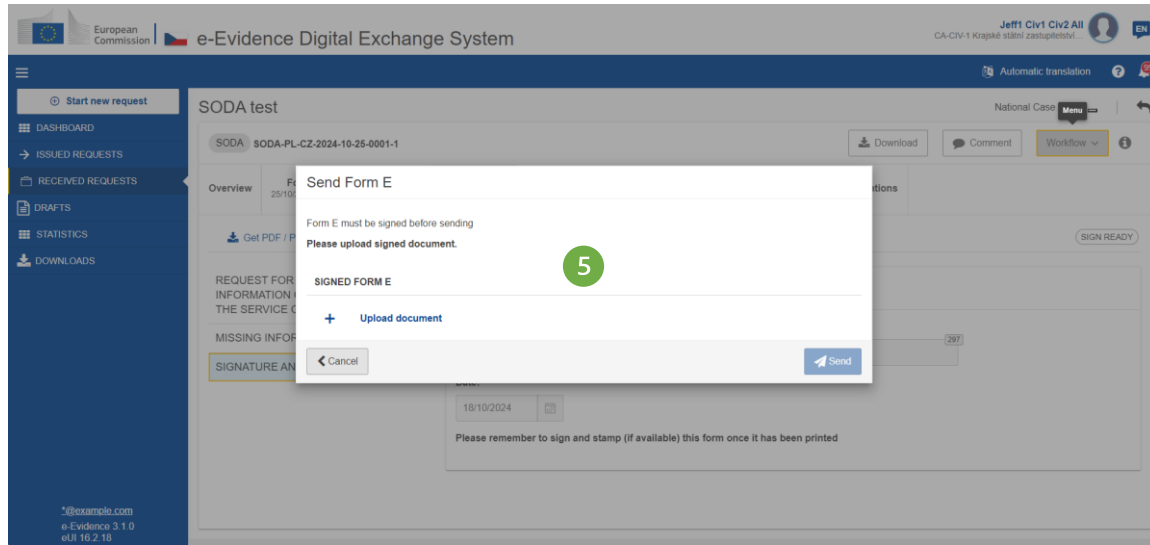 European
Commission
e-Evidence Digital Exchange System
Jeff1 Civ1 Civ2 All
CA-CIV-1 Krajské státní zastupitelství...
EN
Automatic translation
Start new request
DASHBOARD
ISSUED REQUESTS
RECEIVED REQUESTS
DRAFTS
STATISTICS
DOWNLOADS
SODA test
National Case
Menu
SODA SODA-PL-CZ-2024-10-25-0001-1
Download
Comment
Workflow
Overview
25/10
Get PDF / P
SIGN READY
REQUEST FOR
INFORMATION
THE SERVICE
MISSING INFOR
SIGNATURE AN
Send Form E
Form E must be signed before sending
Please upload signed document.
5
SIGNED FORM E
+ Upload document
Cancel
Send
297
Date:
18/10/2024
Please remember to sign and stamp (if available) this form once it has been printed
*@example.com
e-Evidence 3.1.0
eUI 16.2.18